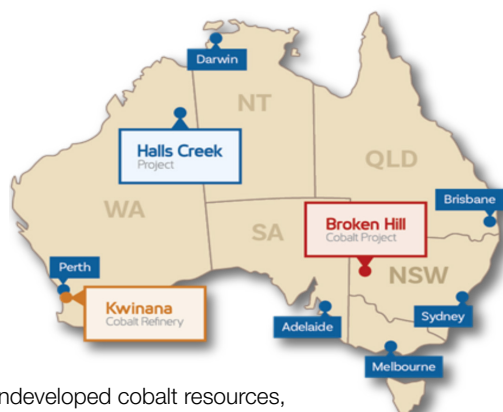 Darwin
NT
Halls Creek
Project
QLD
WA
Brisbane
SA
Broken Hill
Cobalt Project
NSW
Perth
Kwinana
Cobalt Refinery
Adelaide
Sydney
Melbourne
ndeveloped cobalt resources,